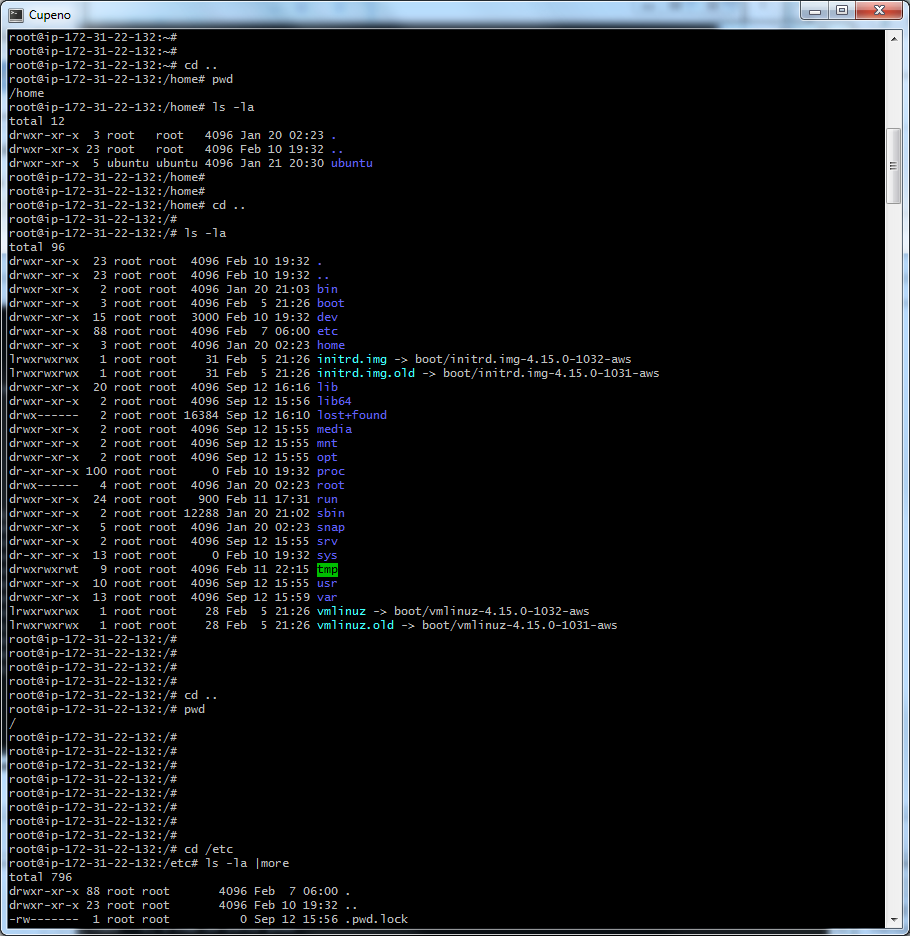 Cupeno
root@ip-172-31-22-132:~#
root@ip-172-31-22-132:~#
root@ip-172-31-22-132:~# cd ..
root@ip-172-31-22-132:/home# pwd
/home
root@ip-172-31-22-132:/home# ls -la
total 12
drwxr-xr-x  3 root   root   4096 Jan 20 02:23 .
drwxr-xr-x 23 root   root   4096 Feb 10 19:32 ..
drwxr-xr-x  5 ubuntu ubuntu 4096 Jan 21 20:30 ubuntu
root@ip-172-31-22-132:/home#
root@ip-172-31-22-132:/home#
root@ip-172-31-22-132:/home# cd ..
root@ip-172-31-22-132:/#
root@ip-172-31-22-132:/# ls -la
total 96
drwxr-xr-x  23 root root  4096 Feb 10 19:32 .
drwxr-xr-x  23 root root  4096 Feb 10 19:32 ..
drwxr-xr-x   2 root root  4096 Jan 20 21:03 bin
drwxr-xr-x   3 root root  4096 Feb  5 21:26 boot
drwxr-xr-x  15 root root  3000 Feb 10 19:32 dev
drwxr-xr-x  88 root root  4096 Feb  7 06:00 etc
drwxr-xr-x   3 root root  4096 Jan 20 02:23 home
lrwxrwxrwx   1 root root    31 Feb  5 21:26 initrd.img -> boot/initrd.img-4.15.0-1032-aws
lrwxrwxrwx   1 root root    31 Feb  5 21:26 initrd.img.old -> boot/initrd.img-4.15.0-1031-aws
drwxr-xr-x  20 root root  4096 Sep 12 16:16 lib
drwxr-xr-x   2 root root  4096 Sep 12 15:56 lib64
drwx------   2 root root 16384 Sep 12 16:10 lost+found
drwxr-xr-x   2 root root  4096 Sep 12 15:55 media
drwxr-xr-x   2 root root  4096 Sep 12 15:55 mnt
drwxr-xr-x   2 root root  4096 Sep 12 15:55 opt
dr-xr-xr-x 100 root root     0 Feb 10 19:32 proc
drwx------   4 root root  4096 Jan 20 02:23 root
drwxr-xr-x  24 root root   900 Feb 11 17:31 run
drwxr-xr-x   2 root root 12288 Jan 20 21:02 sbin
drwxr-xr-x   5 root root  4096 Jan 20 02:23 snap
drwxr-xr-x   2 root root  4096 Sep 12 15:55 srv
dr-xr-xr-x  13 root root     0 Feb 10 19:32 sys
drwxrwxrwt   9 root root  4096 Feb 11 22:15 tmp
drwxr-xr-x  10 root root  4096 Sep 12 15:55 usr
drwxr-xr-x  13 root root  4096 Sep 12 15:59 var
lrwxrwxrwx   1 root root    28 Feb  5 21:26 vmlinuz -> boot/vmlinuz-4.15.0-1032-aws
lrwxrwxrwx   1 root root    28 Feb  5 21:26 vmlinuz.old -> boot/vmlinuz-4.15.0-1031-aws
root@ip-172-31-22-132:/#
root@ip-172-31-22-132:/#
root@ip-172-31-22-132:/#
root@ip-172-31-22-132:/#
root@ip-172-31-22-132:/# cd ..
root@ip-172-31-22-132:/# pwd
/
root@ip-172-31-22-132:/#
root@ip-172-31-22-132:/#
root@ip-172-31-22-132:/#
root@ip-172-31-22-132:/#
root@ip-172-31-22-132:/#
root@ip-172-31-22-132:/#
root@ip-172-31-22-132:/#
root@ip-172-31-22-132:/#
root@ip-172-31-22-132:/# cd /etc
root@ip-172-31-22-132:/etc# ls -la |more
total 796
drwxr-xr-x 88 root root       4096 Feb  7 06:00 .
drwxr-xr-x 23 root root       4096 Feb 10 19:32 ..
-rw-------  1 root root          0 Sep 12 15:56 .pwd.lock